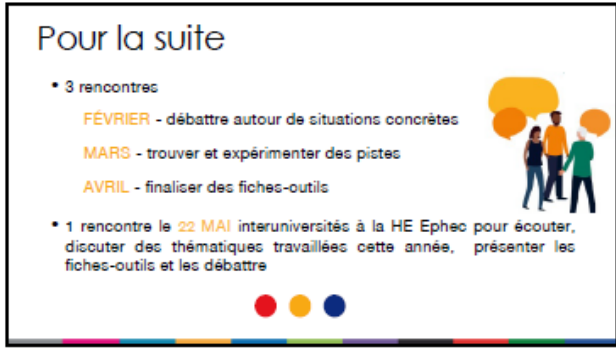 Pour la suite
• 3 rencontres
FÉVRIER - débattre autour de situations concrètes
MARS - trouver et expérimenter des pistes
AVRIL - finaliser des fiches-outils
• 1 rencontre le 22 MAI interuniversités à la HE Ephec pour écouter,
discuter des thématiques travaillées cette année, présenter les
fiches-outils et les débattre